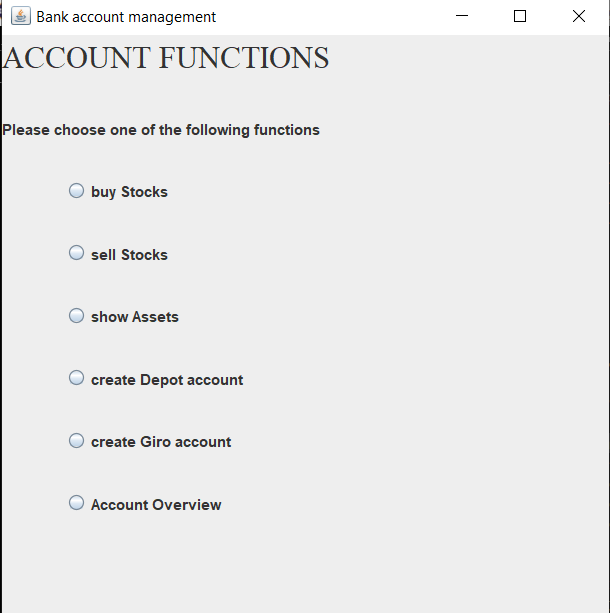 Bank account management
ACCOUNT FUNCTIONS
Please choose one of the following functions
buy Stocks
sell Stocks
show Assets
create Depot account
create Giro account
Account Overview